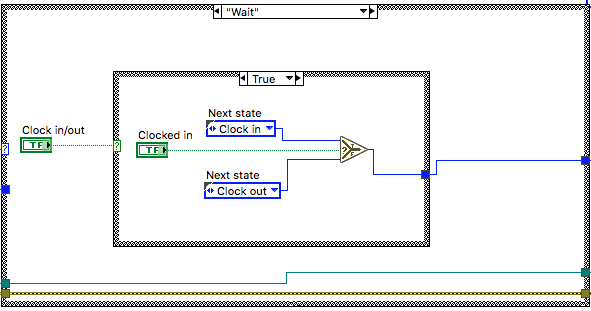 "Wait"
True
Clock in/out
TF
?
?
Clocked in
TF
Next state
Clock in
T
?
F
Next state
Clock out